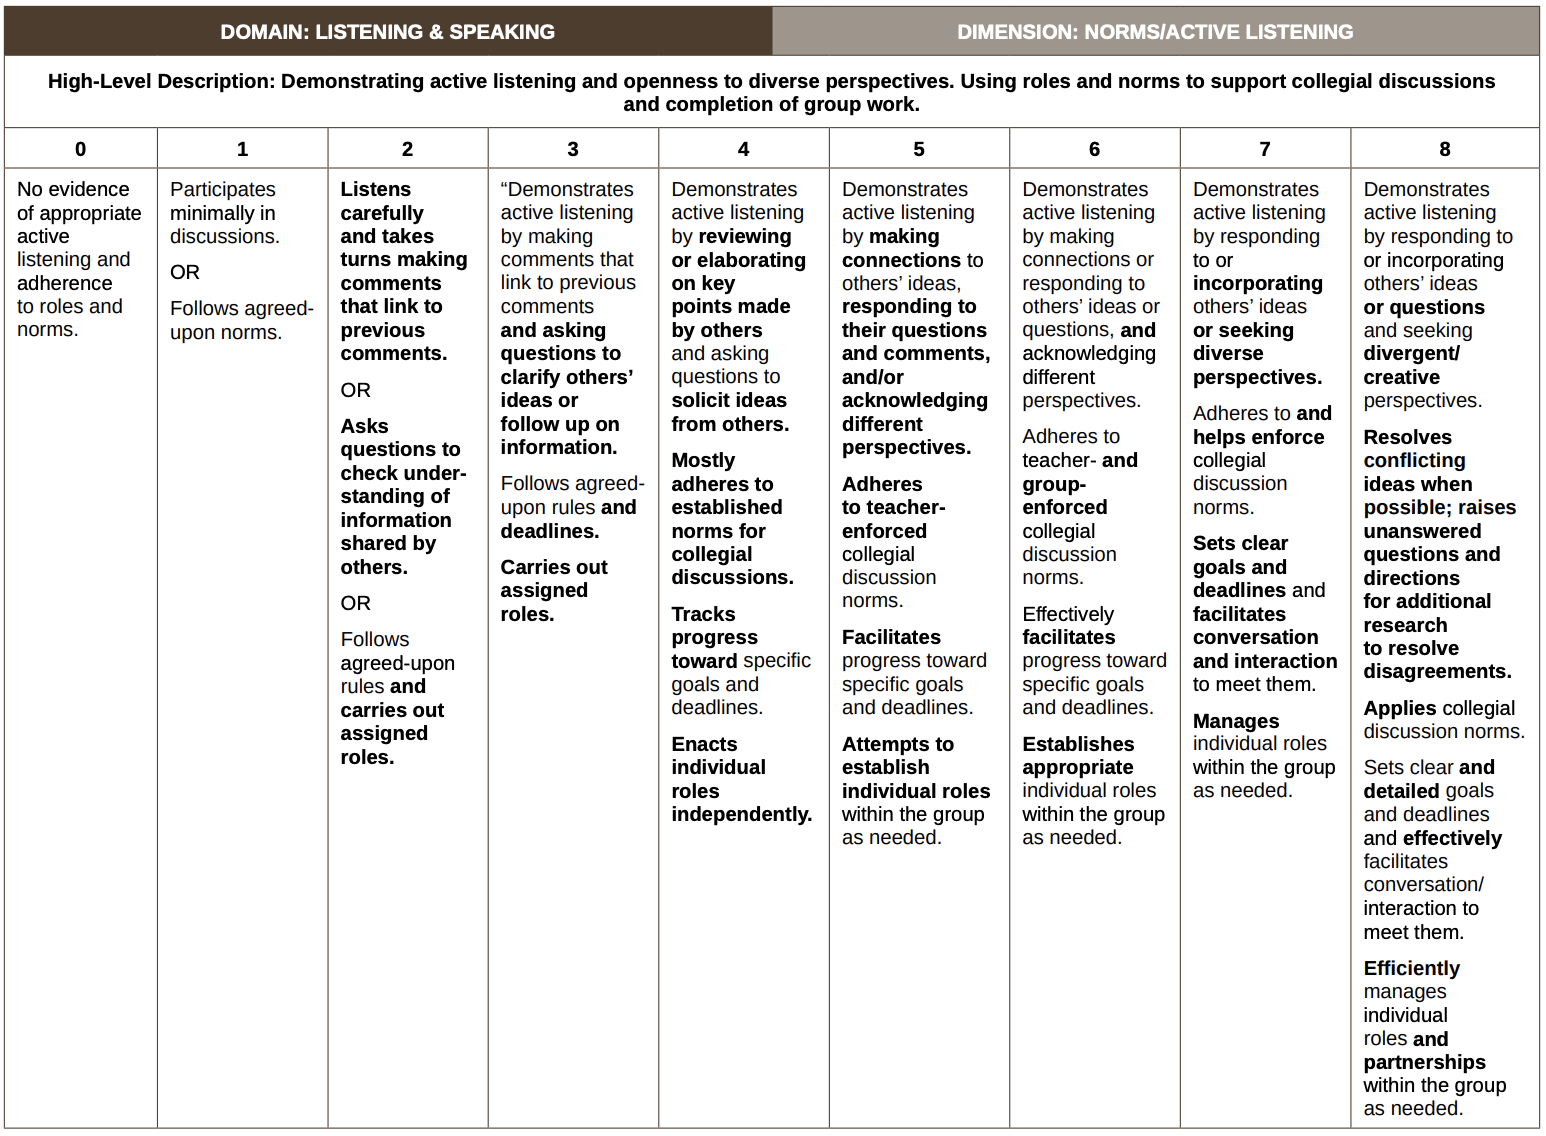 DOMAIN: LISTENING & SPEAKING
DIMENSION: NORMS/ACTIVE LISTENING
High-Level Description: Demonstrating active listening and openness to diverse perspectives. Using roles and norms to support collegial discussions
and completion of group work.
0
1
2
3
4
5
6
7
8
No evidence
of appropriate
active
listening and
adherence
to roles and
norms.
Participates
minimally in
discussions.
OR
Follows agreed-
upon norms.
Listens
carefully
and takes
turns making
comments
that link to
previous
comments.
OR
Asks
questions to
check under-
standing of
information
shared by
others.
OR
Follows
agreed-upon
rules and
carries out
assigned
roles.
“Demonstrates
active listening
by making
comments that
link to previous
comments
and asking
questions to
clarify others’
ideas or
follow up on
information.
Follows agreed-
upon rules and
deadlines.
Carries out
assigned
roles.
Demonstrates
active listening
by reviewing
or elaborating
on key
points made
by others
and asking
questions to
solicit ideas
from others.
Mostly
adheres to
established
norms for
collegial
discussions.
Tracks
progress
toward specific
goals and
deadlines.
Enacts
individual
roles
independently.
Demonstrates
active listening
by making
connections to
others’ ideas,
responding to
their questions
and comments,
and/or
acknowledging
different
perspectives.
Adheres
to teacher-
enforced
collegial
discussion
norms.
Facilitates
progress toward
specific goals
and deadlines.
Attempts to
establish
individual roles
within the group
as needed.
Demonstrates
active listening
by making
connections or
responding to
others’ ideas or
questions, and
acknowledging
different
perspectives.
Adheres to
teacher- and
group-
enforced
collegial
discussion
norms.
Effectively
facilitates
progress toward
specific goals
and deadlines.
Establishes
appropriate
individual roles
within the group
as needed.
Demonstrates
active listening
by responding
to or
incorporating
others’ ideas
or seeking
diverse
perspectives.
Adheres to and
helps enforce
collegial
discussion
norms.
Sets clear
goals and
deadlines and
facilitates
conversation
and interaction
to meet them.
Manages
individual roles
within the group
as needed.
Demonstrates
active listening
by responding to
or incorporating
others’ ideas
or questions
and seeking
divergent/
creative
perspectives.
Resolves
conflicting
ideas when
possible; raises
unanswered
questions and
directions
for additional
research
to resolve
disagreements.
Applies collegial
discussion norms.
Sets clear and
detailed goals
and deadlines
and effectively
facilitates
conversation/
interaction to
meet them.
Efficiently
manages
individual
roles and
partnerships
within the group
as needed.